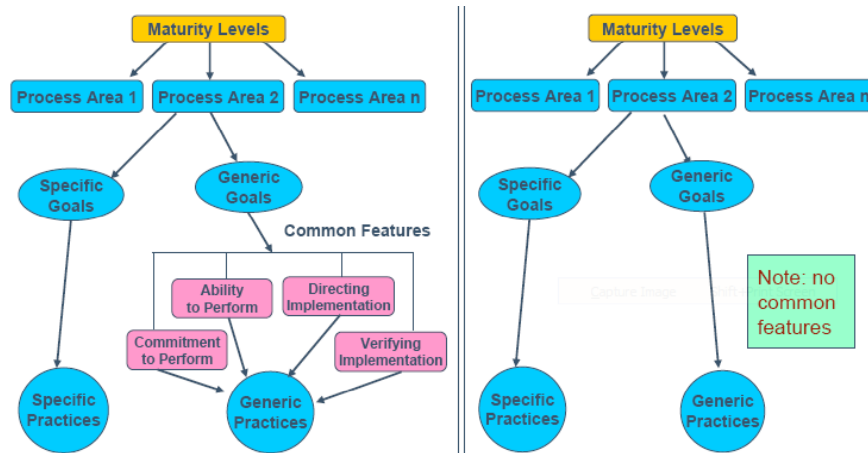 Maturity Levels
Process Area 1
Process Area 2
Process Area n
Specific
Goals
Generic
Goals
Common Features
Ability
to Perform
Directing
Implementation
Commitment
to Perform
Verifying
Implementation
Specific
Practices
Generic
Practices
Maturity Levels
Process Area 1
Process Area 2
Process Area n
Specific
Goals
Generic
Goals
Capture Image
Note: no
common
features
Specific
Practices
Generic
Practices